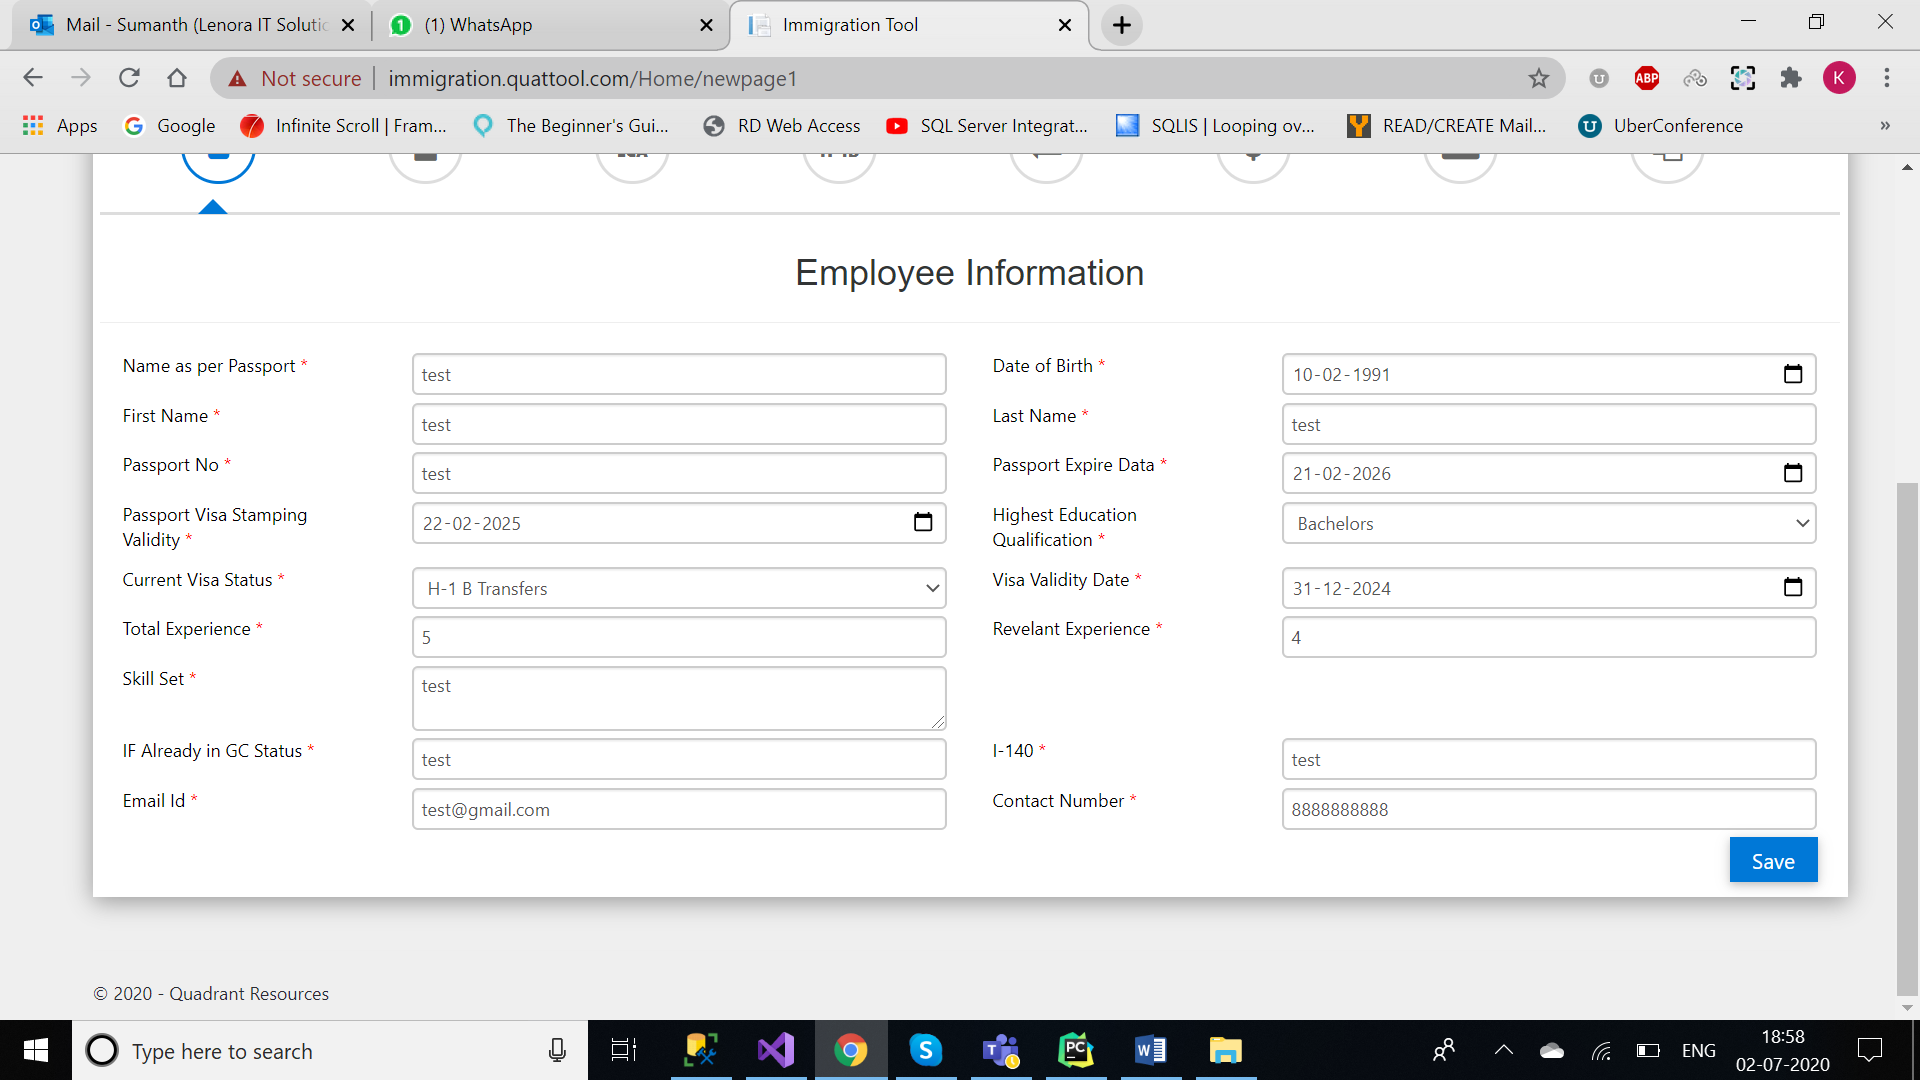 Mail - Sumanth (Lenora IT Solutic
(1) WhatsApp
Immigration Tool
Not secure
immigration.quattool.com/Home/newpage1
ABP
K
Apps
Google
Infinite Scroll | Fram...
The Beginner's Gui...
RD Web Access
SQL Server Integrat...
SQLIS | Looping ov...
READ/CREATE Mail...
UberConference
»
Employee Information
Name as per Passport *
test
Date of Birth *
10-02-1991
First Name *
test
Last Name *
test
Passport No *
test
Passport Expire Data *
21-02-2026
Passport Visa Stamping
Validity *
22-02-2025
Highest Education
Qualification *
Bachelors
Current Visa Status *
H-1 B Transfers
Visa Validity Date *
31-12-2024
Total Experience *
5
Revelant Experience *
4
Skill Set *
test
IF Already in GC Status *
test
I-140 *
test
Email Id *
test@gmail.com
Contact Number *
8888888888
Save
© 2020 - Quadrant Resources
Type here to search
ENG
18:58
02-07-2020